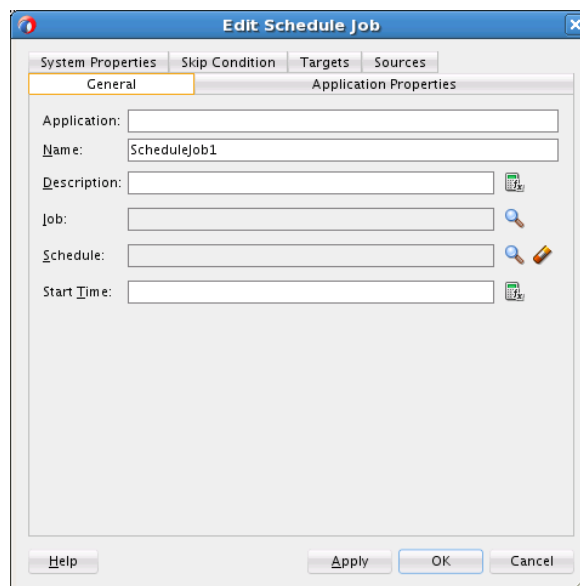 Edit Schedule Job
System Properties Skip Condition Targets Sources
General Application Properties
Application:
Name: ScheduleJob1
Description:
Job:
Schedule:
Start Time:
Help Apply OK Cancel